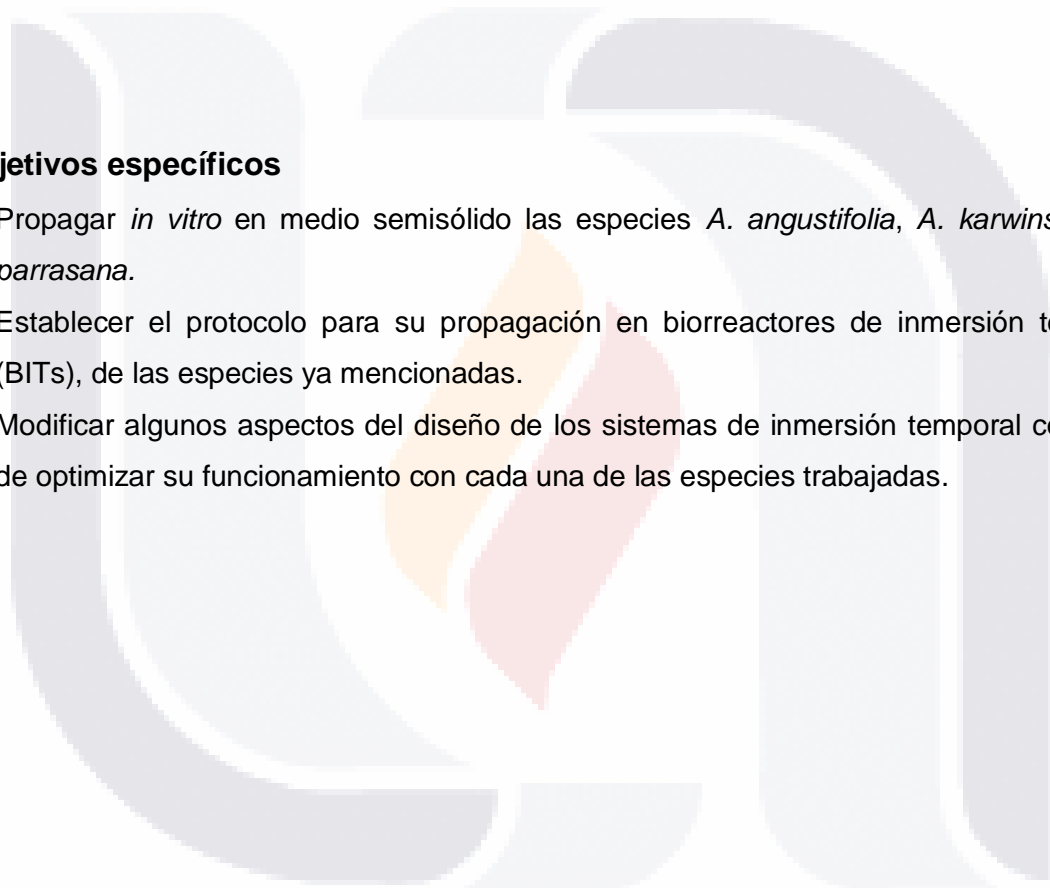 jetivos específicos
Propagar in vitro en medio semisólido las especies A. angustifolia, A. karwins
parrasana.
Establecer el protocolo para su propagación en biorreactores de inmersión te
(BITs), de las especies ya mencionadas.
Modificar algunos aspectos del diseño de los sistemas de inmersión temporal co
de optimizar su funcionamiento con cada una de las especies trabajadas.